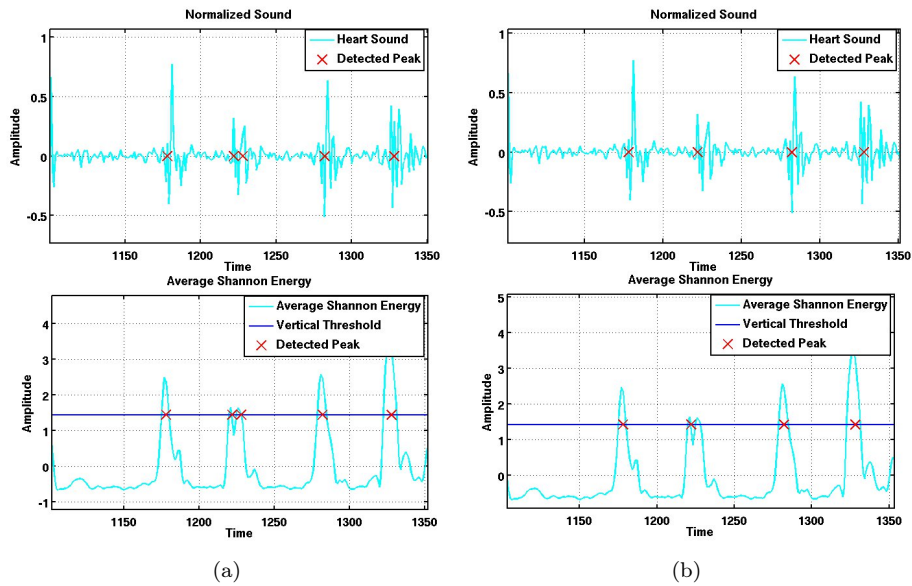 Normalized Sound
1
0.5
0
-0.5
Amplitude
Heart Sound
Detected Peak
1150
1200
1250
1300
1350
Time
Average Shannon Energy
4
3
2
1
0
-1
Amplitude
Average Shannon Energy
Vertical Threshold
Detected Peak
1150
1200
1250
1300
1350
Time
(a)
Normalized Sound
1
0.5
0
-0.5
Amplitude
Heart Sound
Detected Peak
1150
1200
1250
1300
1350
Time
Average Shannon Energy
5
4
3
2
1
0
Amplitude
Average Shannon Energy
Vertical Threshold
Detected Peak
1150
1200
1250
1300
1350
Time
(b)